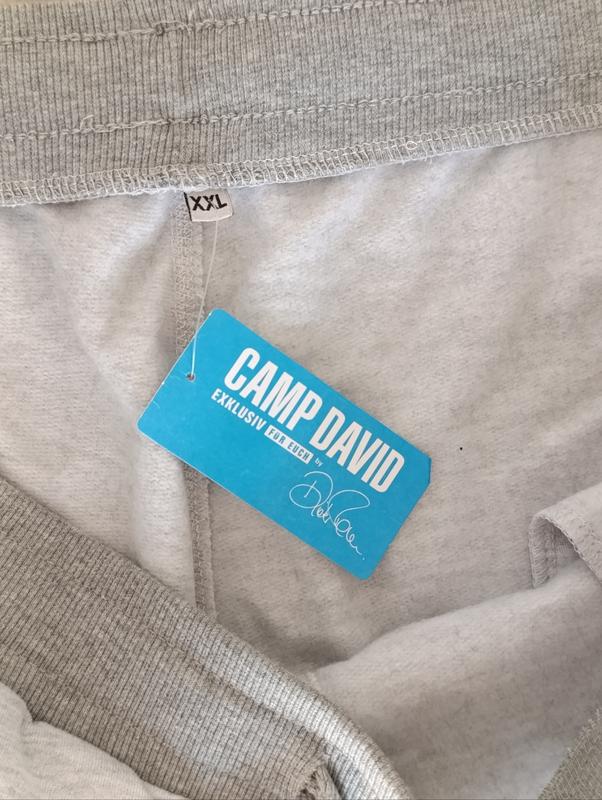 XXL
CAMP DAVID
EXKLUSIV FÜR EUCH by